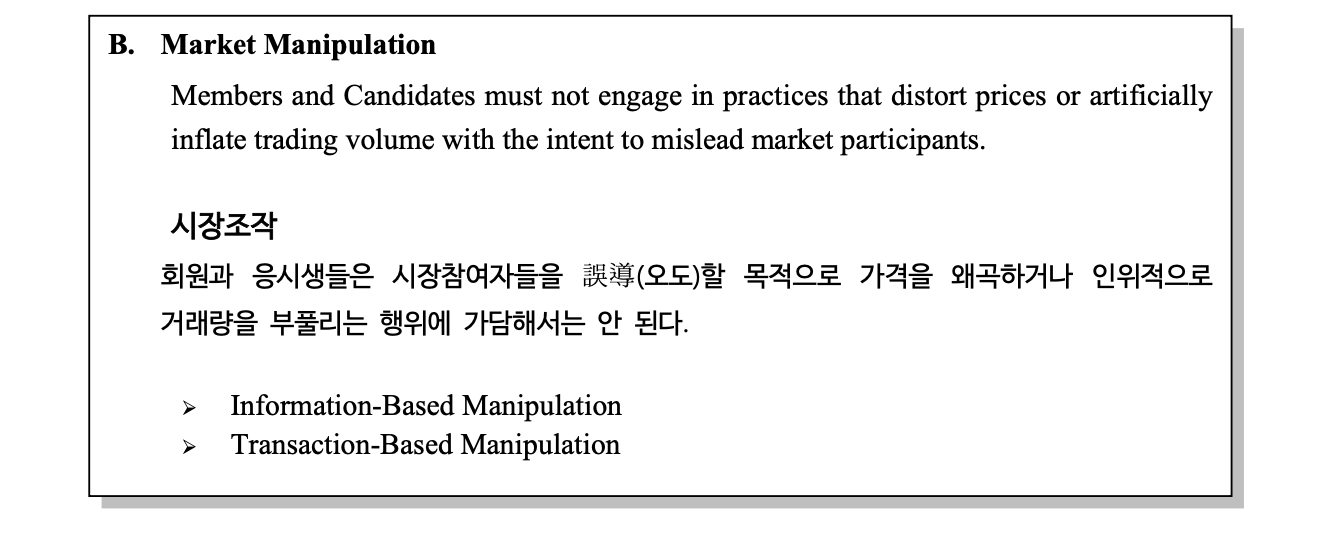 B. Market Manipulation
Members and Candidates must not engage in practices that distort prices or artificially
inflate trading volume with the intent to mislead market participants.
시장조작
회원과 응시생들은 시장참여자들을 誤導(오도)할 목적으로 가격을 왜곡하거나 인위적으로
거래량을 부풀리는 행위에 가담해서는 안 된다.
➢ Information-Based Manipulation
➢ Transaction-Based Manipulation